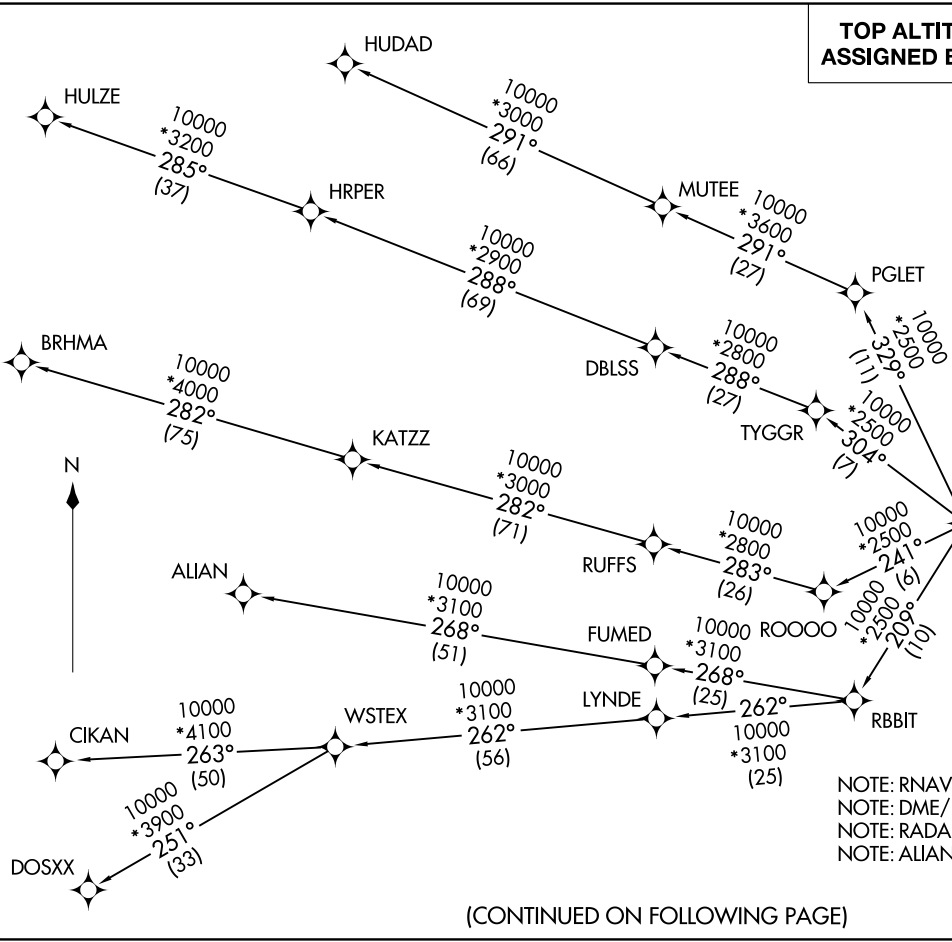 TOP ALTIT
ASSIGNED B
HUDAD
10000
*3000
291°
(66)
HULZE
10000
*3200
285°
(37)
HRPER
MUTEE
10000
*3600
291°
(27)
PGLET
10000
*2900
288°
(69)
10000
*2500
329°
(11)
BRHMA
10000
*4000
282°
(75)
DBLSS
10000
*2800
288°
(27)
TYGGR
10000
*2500
304°
(7)
KATZZ
N
10000
*3000
282°
(71)
RUFFS
10000
*2800
283°
(26)
ROOOO
10000
*2500
241°
(6)
ALIAN
10000
*3100
268°
(51)
FUMED
10000
*3100
268°
(25)
10000
*2500
209°
(10)
RBBIT
LYNDE
262°
10000
*3100
(25)
WSTEX
10000
*3100
262°
(56)
CIKAN
10000
*4100
263°
(50)
10000
*3900
251°
(33)
DOSXX
NOTE: RNAV
NOTE: DME/
NOTE: RADA
NOTE: ALIAN
(CONTINUED ON FOLLOWING PAGE)